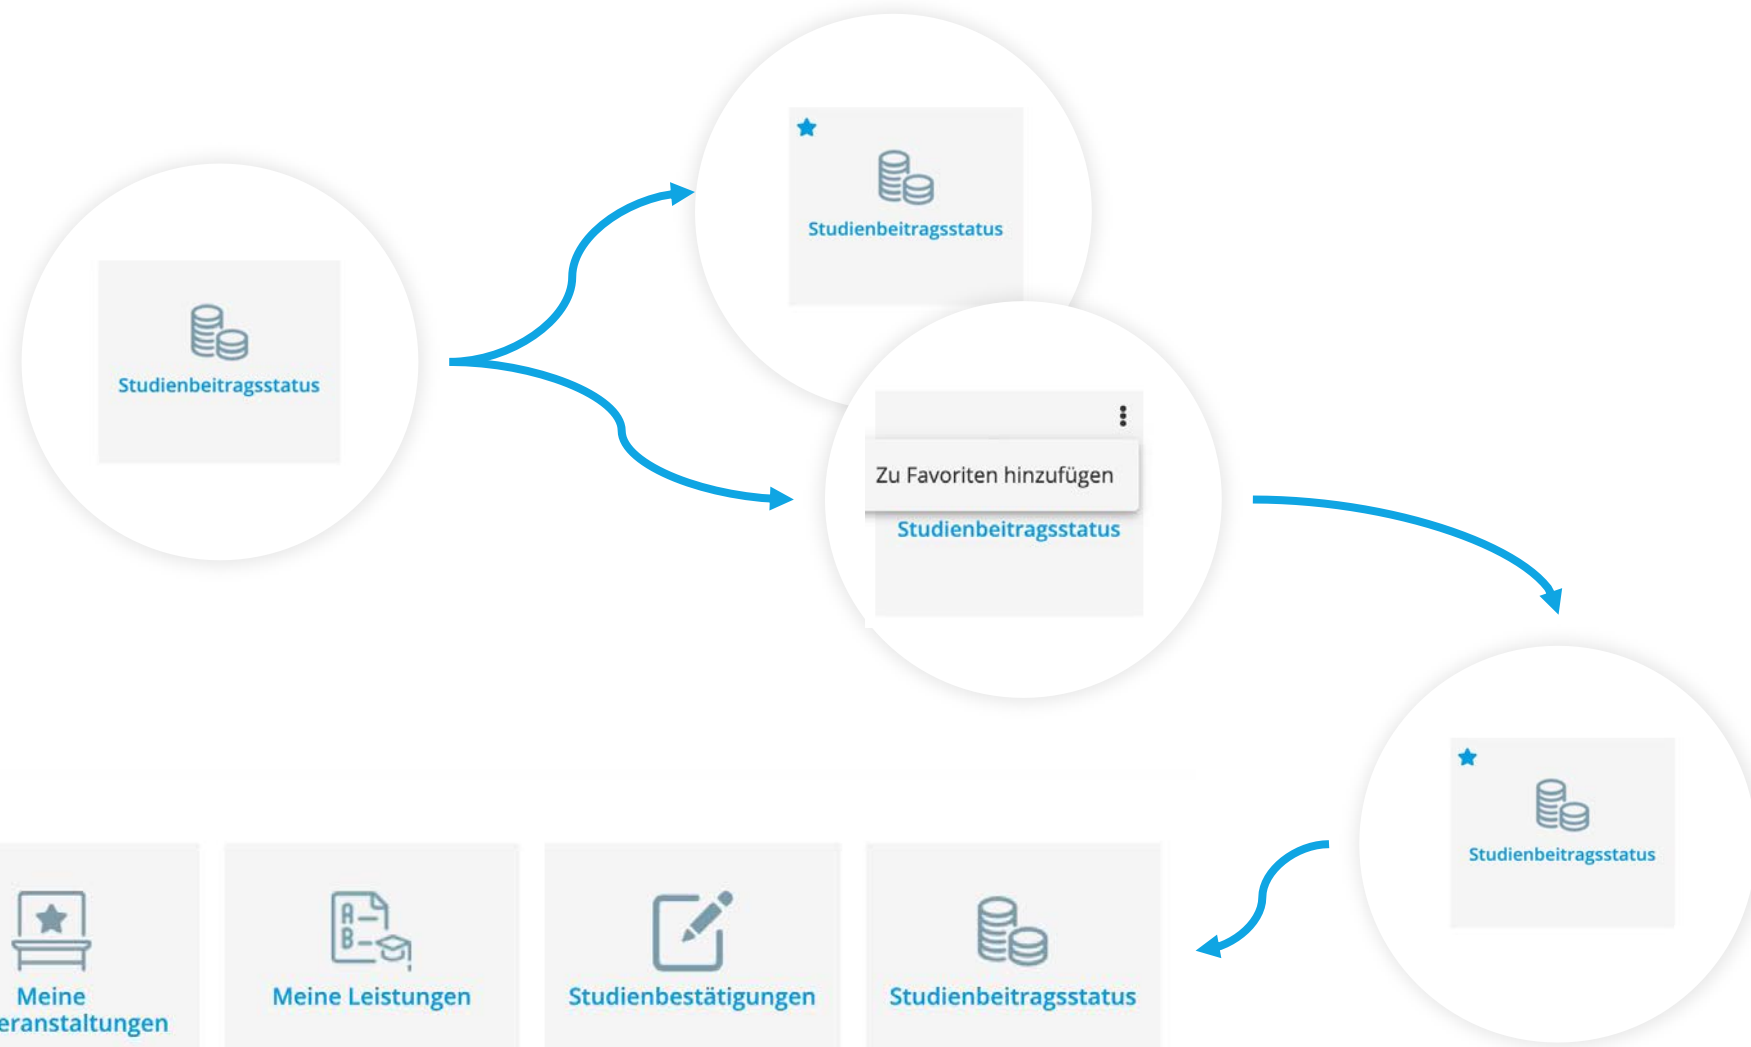 Studienbeitragsstatus
Studienbeitragsstatus
Zu Favoriten hinzufügen
Studienbeitragsstatus
Studienbeitragsstatus
Meine
eranstaltungen
Meine Leistungen
Studienbestätigungen
Studienbeitragsstatus